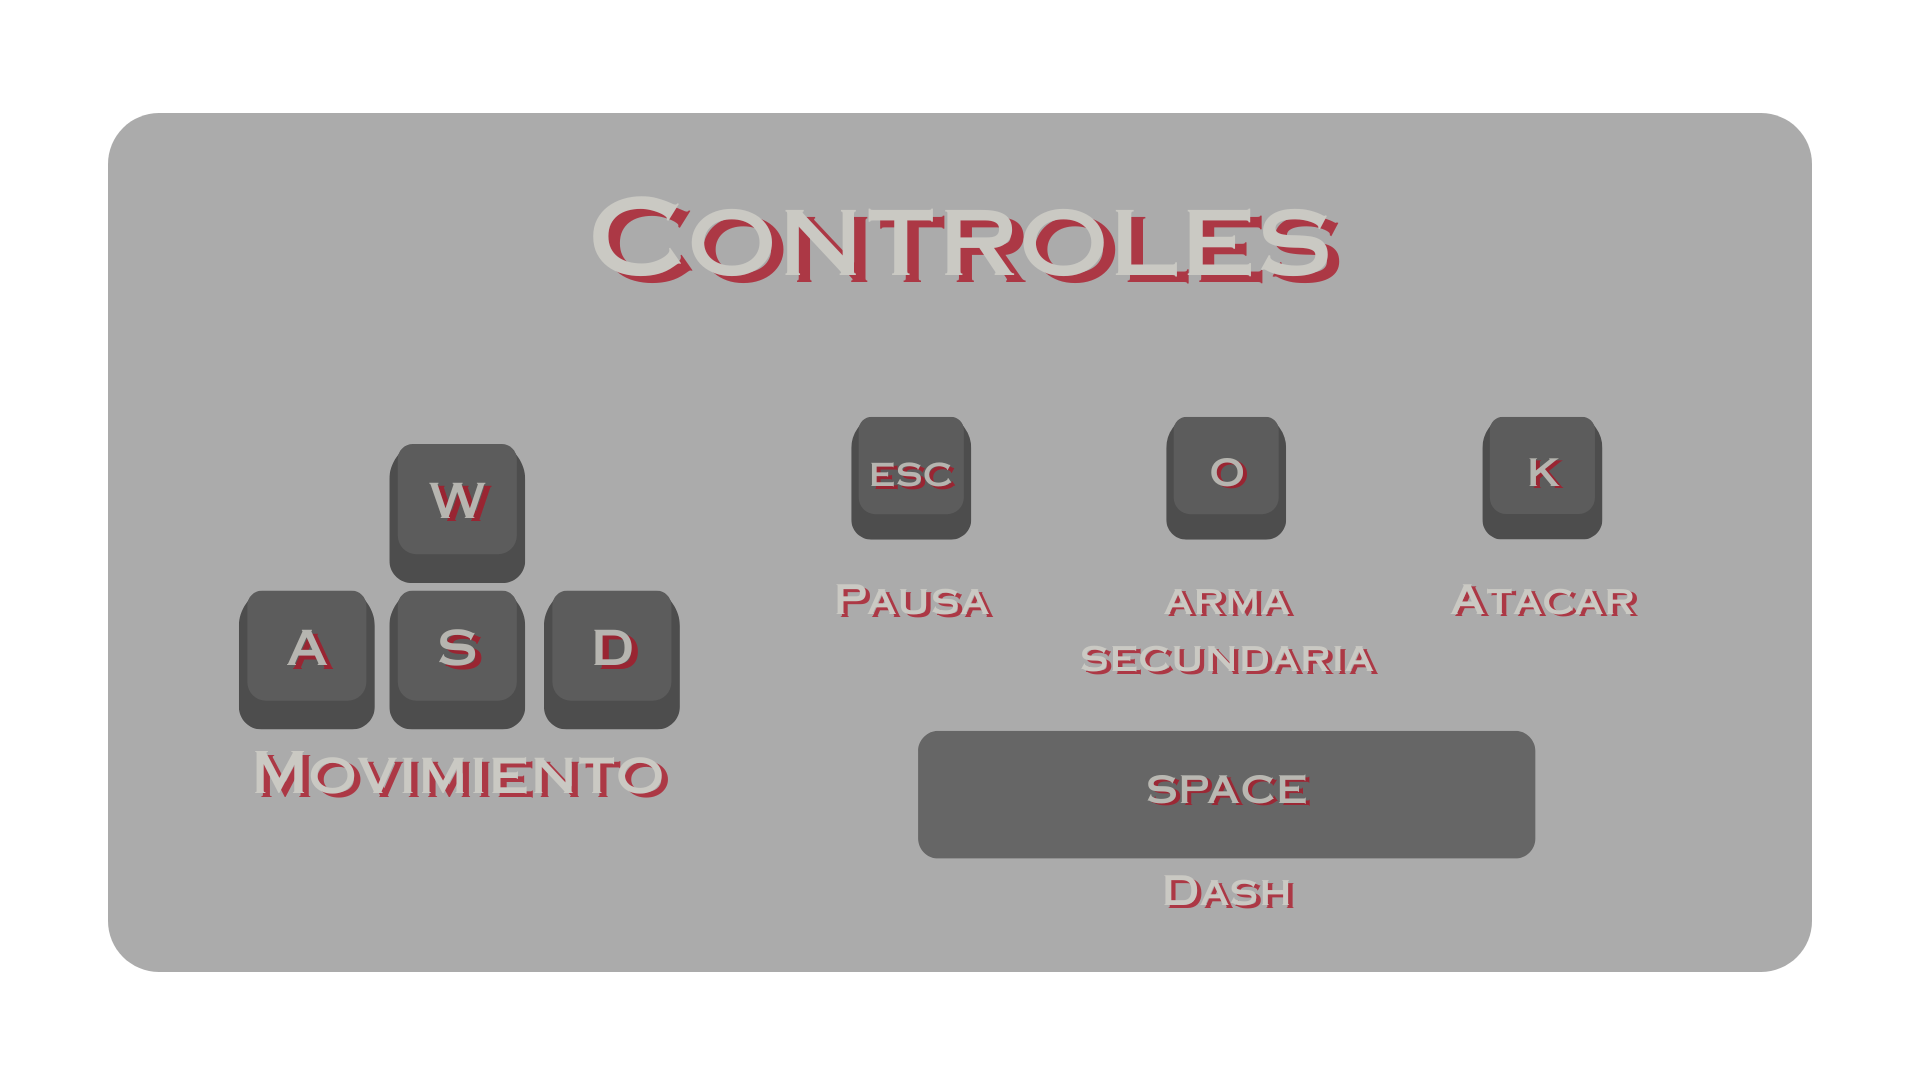 Controles
W
A S D
Movimiento
ESC
Pausa
O
arma
secundaria
K
Atacar
SPACE
Dash